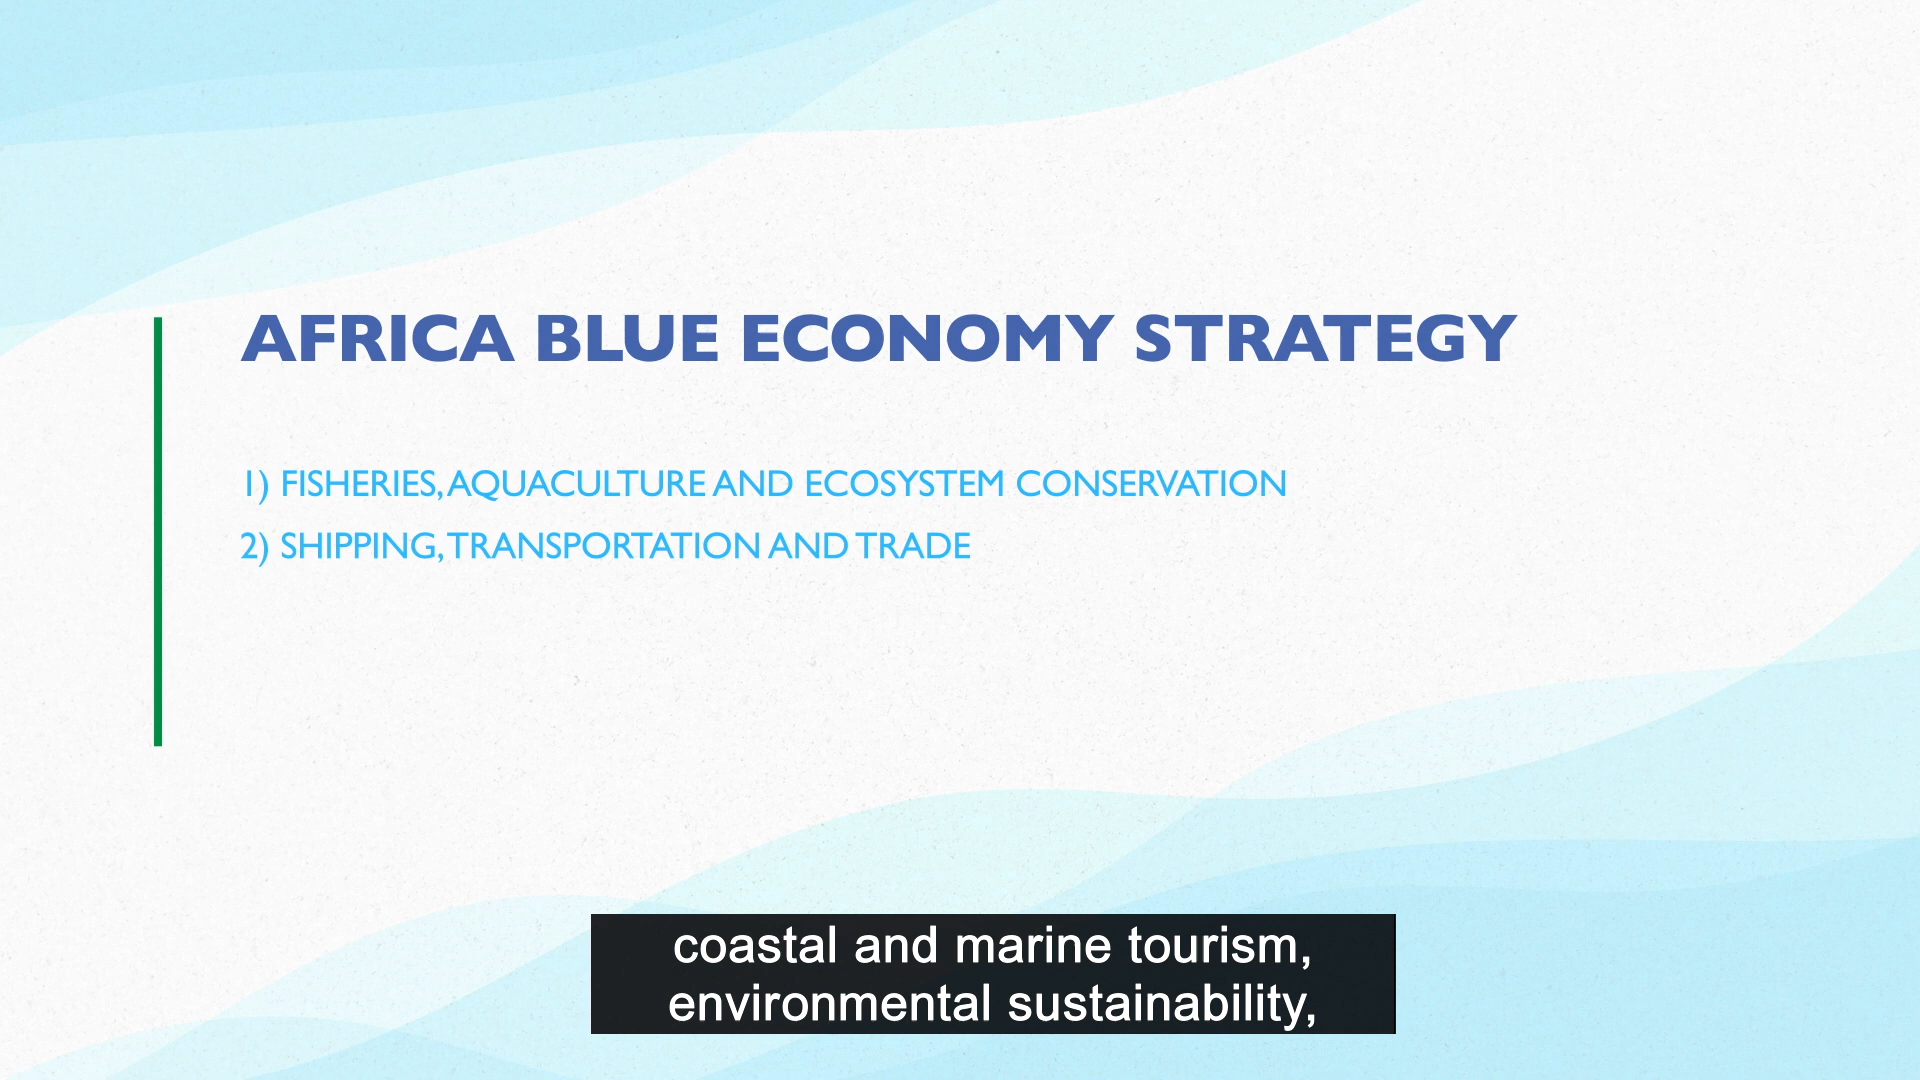 AFRICA BLUE ECONOMY STRATEGY
1) FISHERIES, AQUACULTURE AND ECOSYSTEM CONSERVATION
2) SHIPPING, TRANSPORTATION AND TRADE
coastal and marine tourism,
environmental sustainability,